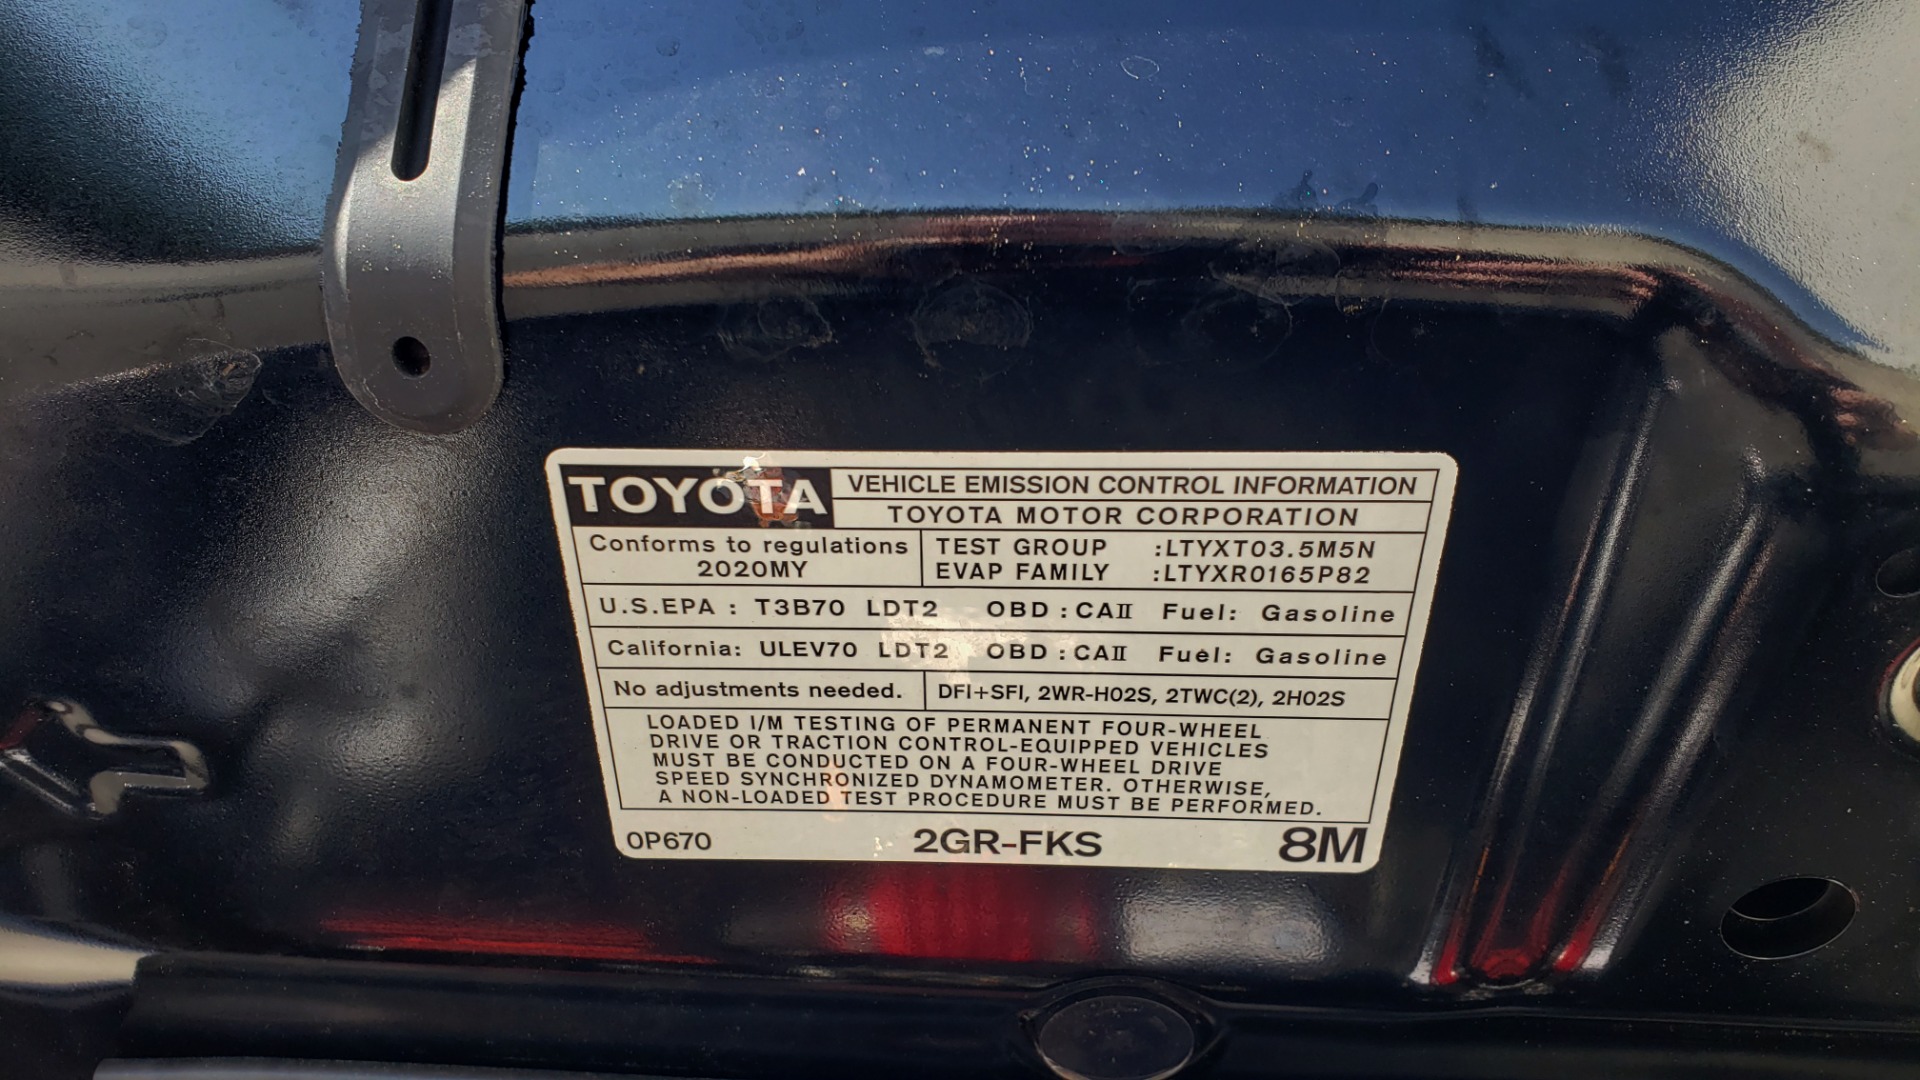 TOYOTA
VEHICLE EMISSION CONTROL INFORMATION
TOYOTA MOTOR CORPORATION
Conforms to regulations
2020MY
TEST GROUP :LTYXT03.5M5N
EVAP FAMILY :LTYXR0165P82
U.S.EPA : T3B70 LDT2 OBD : CAII Fuel: Gasoline
California: ULEV70 LDT2 OBD : CAII Fuel: Gasoline
No adjustments needed.
DFI+SFI, 2WR-HO2S, 2TWC(2), 2HO2S
LOADED I/M TESTING OF PERMANENT FOUR-WHEEL
DRIVE OR TRACTION CONTROL-EQUIPPED VEHICLES
MUST BE CONDUCTED ON A FOUR-WHEEL DRIVE
SPEED SYNCHRONIZED DYNAMOMETER. OTHERWISE,
A NON-LOADED TEST PROCEDURE MUST BE PERFORMED.
0P670 2GR-FKS 8M